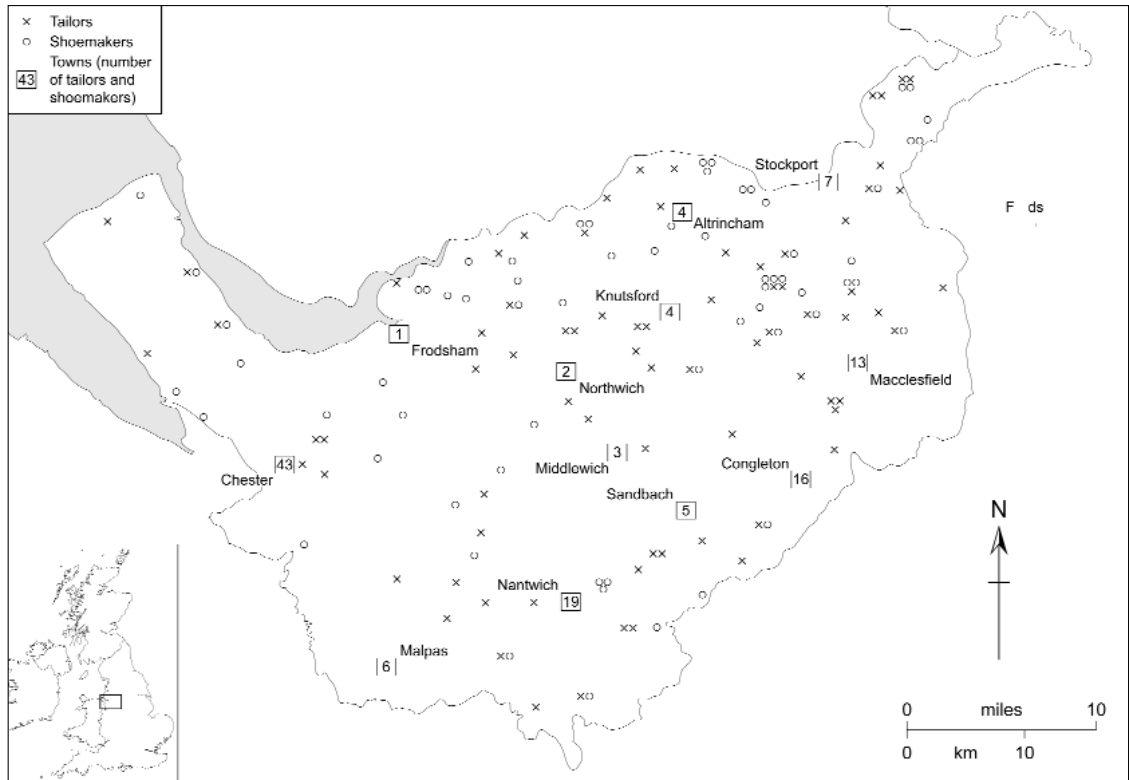 Tailors
Shoemakers
43 Towns (number
of tailors and
shoemakers)
Stockport
7
F ds
4
Altrincham
Knutsford
4
1
Frodsham
2
Northwich
13
Macclesfield
3
Middlewich
Chester
43
Congleton
16
Sandbach
5
N
Nantwich
19
Malpas
6
0 miles 10
0 km 10